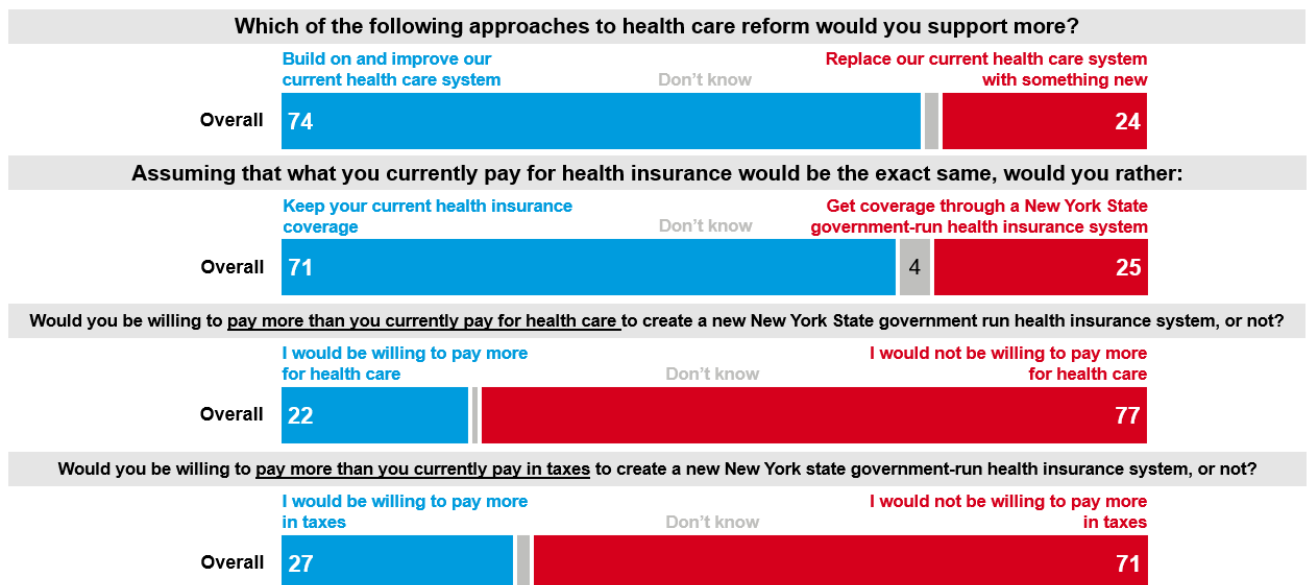 Which of the following approaches to health care reform would you support more?
Build on and improve our
current health care system
Don't know
Replace our current health care system
with something new
Overall
74
24
Assuming that what you currently pay for health insurance would be the exact same, would you rather:
Keep your current health insurance
coverage
Don't know
Get coverage through a New York State
government-run health insurance system
Overall
71
4
25
Would you be willing to pay more than you currently pay for health care to create a new New York State government run health insurance system, or not?
I would be willing to pay more
for health care
Don't know
I would not be willing to pay more
for health care
Overall
22
77
Would you be willing to pay more than you currently pay in taxes to create a new New York state government-run health insurance system, or not?
I would be willing to pay more
in taxes
Don't know
I would not be willing to pay more
in taxes
Overall
27
71